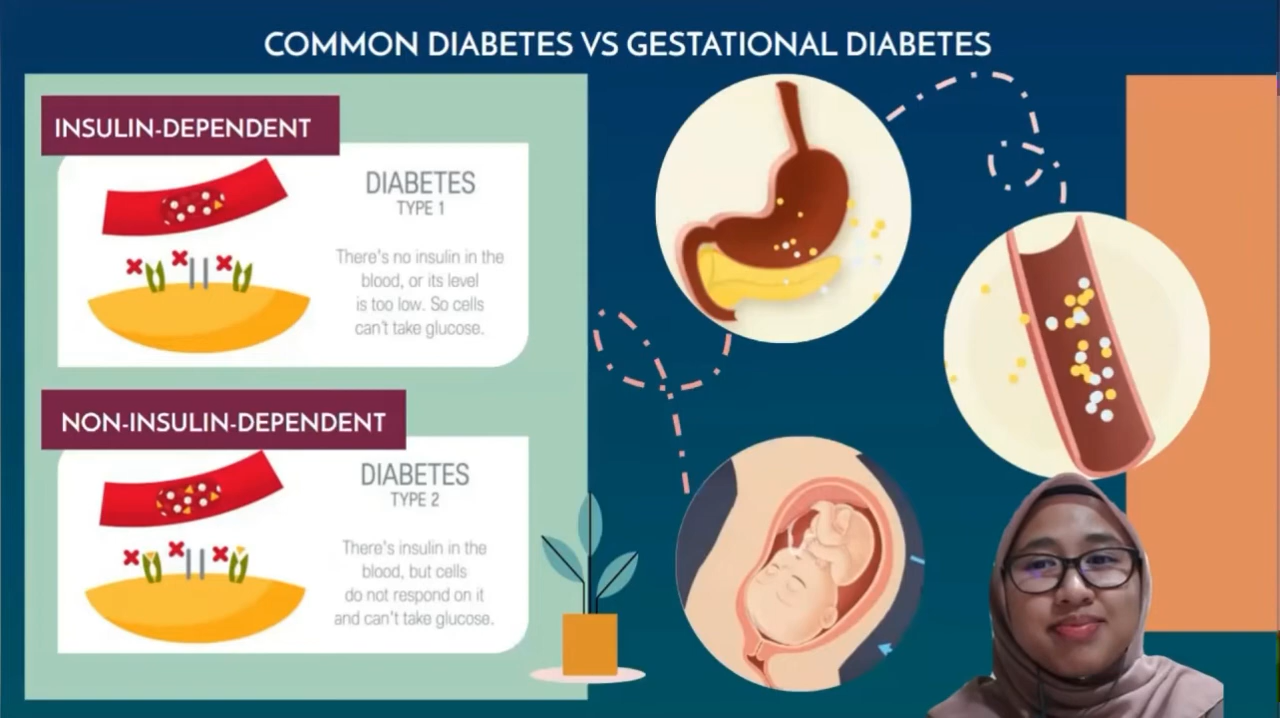 COMMON DIABETES VS GESTATIONAL DIABETES
INSULIN-DEPENDENT
DIABETES
TYPE 1
There's no insulin in the
blood, or its level
is too low. So cells
can't take glucose.
NON-INSULIN-DEPENDENT
DIABETES
TYPE 2
There's insulin in the
blood, but cells
do not respond on it
and can't take glucose.